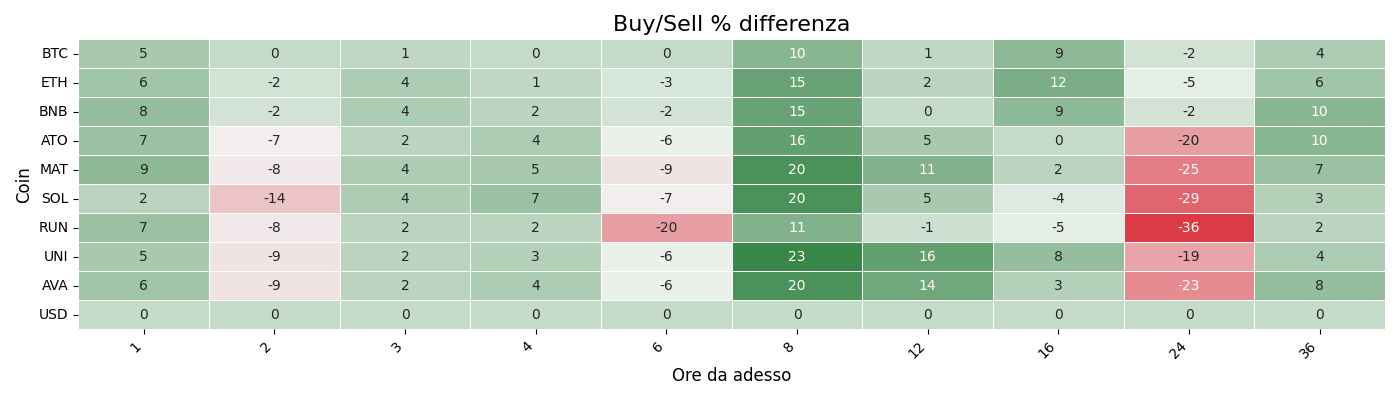 Buy/Sell % differenza
Coin
BTC 5 0 1 0 0 10 1 9 -2 4
ETH 6 -2 4 1 -3 15 2 12 -5 6
BNB 8 -2 4 2 -2 15 0 9 -2 10
ATO 7 -7 2 4 -6 16 5 0 -20 10
MAT 9 -8 4 5 -9 20 11 2 -25 7
SOL 2 -14 4 7 -7 20 5 -4 -29 3
RUN 7 -8 2 2 -20 11 -1 -5 -36 2
UNI 5 -9 2 3 -6 23 16 8 -19 4
AVA 6 -9 2 4 -6 20 14 3 -23 8
USD 0 0 0 0 0 0 0 0 0 0
1 2 3 4 6 8 12 16 24 36
Ore da adesso